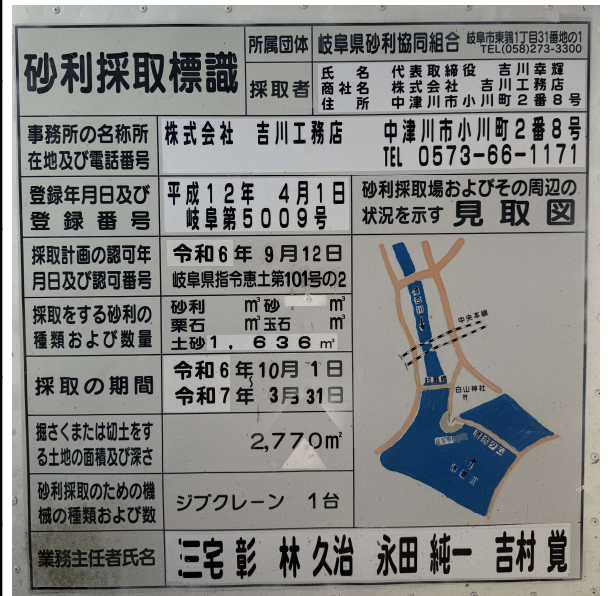 砂利採取標識
所属団体 岐阜県砂利協同組合 岐阜市東鶉1丁目31番地の1
TEL(058)273-3300
採取者
氏名 代表取締役 吉川幸輝
商社名 株式会社 吉川工務店
住所 中津川市小川町2番8号
事務所の名称所
在地及び電話番号
株式会社 吉川工務店 中津川市小川町2番8号
TEL 0573-66-1171
登録年月日及び
登録番号
平成12年 4月1日
岐阜第5009号
採取計画の認可年
月日及び認可番号
令和6年9月12日
岐阜県指令恵土第101号の2
採取をする砂利の
種類および数量
砂利 m³ 砂 m³
栗石 m³ 玉石 m³
土砂1,636m³
採取の期間
令和6年10月1日
~
令和7年3月31日
掘さくまたは切土をす
る土地の面積及び深さ
2,770m²
砂利採取のための機
械の種類および数
ジブクレーン 1台
業務主任者氏名
三宅彰 林久治 永田純一 吉村覚
砂利採取場およびその周辺の
状況を示す 見取図
中央本線
白山神社
落合ダム
木曽川